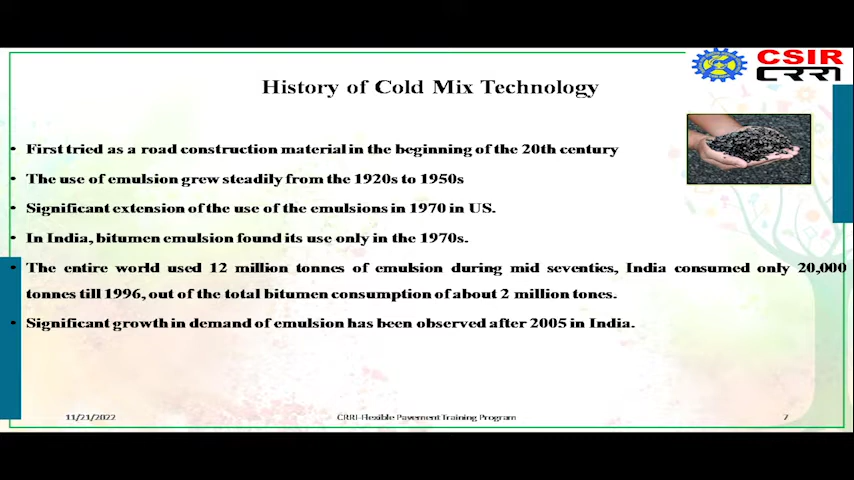 CSIR
CRRI
History of Cold Mix Technology
• First tried as a road construction material in the beginning of the 20th century
• The use of emulsion grew steadily from the 1920s to 1950s
• Significant extension of the use of the emulsions in 1970 in US.
• In India, bitumen emulsion found its use only in the 1970s.
• The entire world used 12 million tonnes of emulsion during mid seventies, India consumed only 20,000
tonnes till 1996, out of the total bitumen consumption of about 2 million tones.
• Significant growth in demand of emulsion has been observed after 2005 in India.
11/21/2022
CRRI-Flexible Pavement Training Program
7